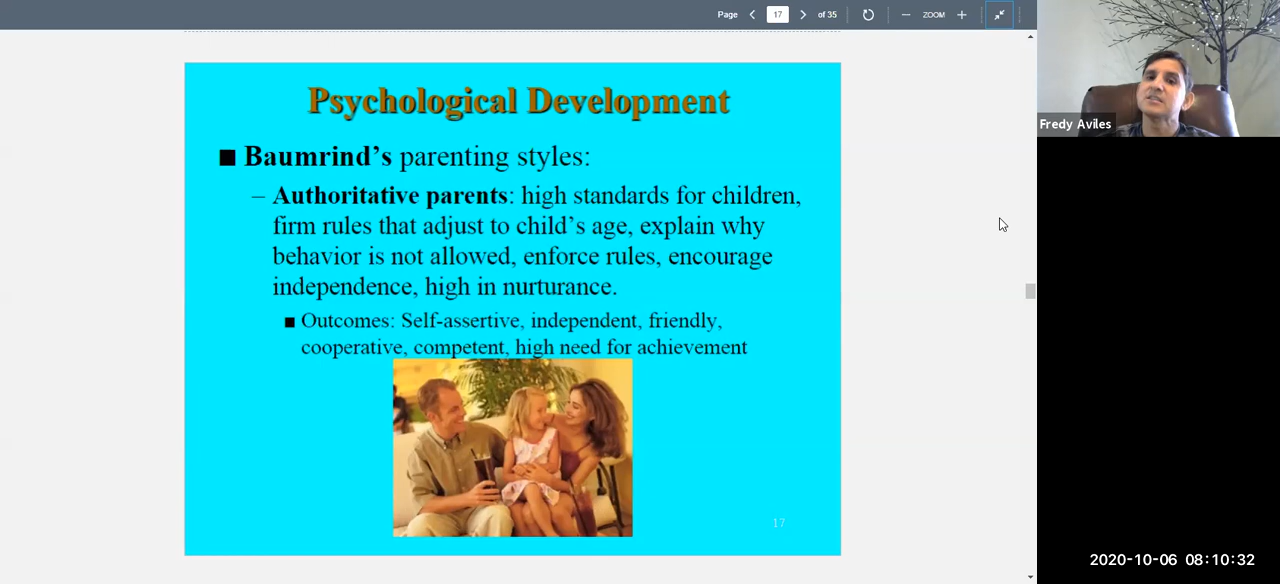 Page 17 of 35 ZOOM
Psychological Development
■ Baumrind's parenting styles:
– Authoritative parents: high standards for children,
firm rules that adjust to child's age, explain why
behavior is not allowed, enforce rules, encourage
independence, high in nurturance.
■ Outcomes: Self-assertive, independent, friendly,
cooperative, competent, high need for achievement
17
Fredy Aviles
2020-10-06 08:10:32